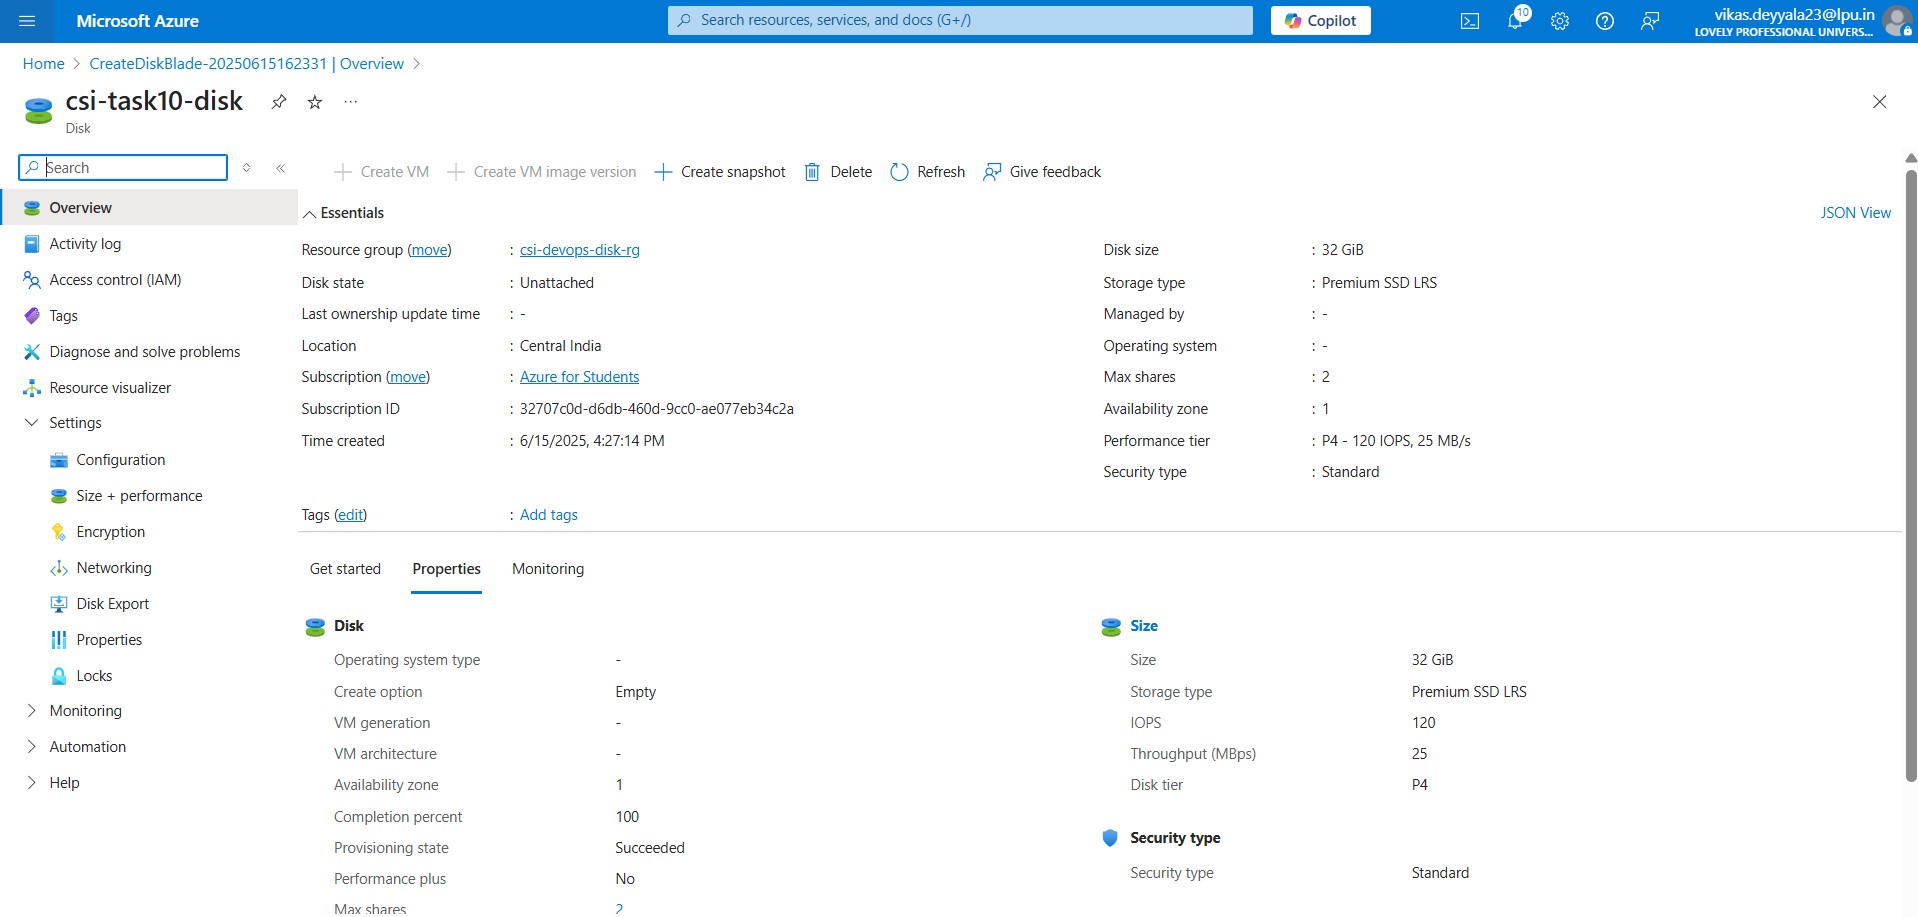 Microsoft Azure
Search resources, services, and docs (G+/)
Copilot
10
vikas.deyyala23@lpu.in
LOVELY PROFESSIONAL UNIVERS...
Home > CreateDiskBlade-20250615162331 | Overview >
csi-task10-disk
Disk
Search
Create VM
Create VM image version
Create snapshot
Delete
Refresh
Give feedback
Overview
Activity log
Access control (IAM)
Tags
Diagnose and solve problems
Resource visualizer
Settings
Configuration
Size + performance
Encryption
Networking
Disk Export
Properties
Locks
Monitoring
Automation
Help
Essentials
JSON View
Resource group (move) : csi-devops-disk-rg
Disk state : Unattached
Last ownership update time : -
Location : Central India
Subscription (move) : Azure for Students
Subscription ID : 32707c0d-d6db-460d-9cc0-ae077eb34c2a
Time created : 6/15/2025, 4:27:14 PM
Disk size : 32 GiB
Storage type : Premium SSD LRS
Managed by : -
Operating system : -
Max shares : 2
Availability zone : 1
Performance tier : P4 - 120 IOPS, 25 MB/s
Security type : Standard
Tags (edit) : Add tags
Get started
Properties
Monitoring
Disk
Operating system type -
Create option Empty
VM generation -
VM architecture -
Availability zone 1
Completion percent 100
Provisioning state Succeeded
Performance plus No
Max shares 2
Size
Size 32 GiB
Storage type Premium SSD LRS
IOPS 120
Throughput (MBps) 25
Disk tier P4
Security type
Security type Standard